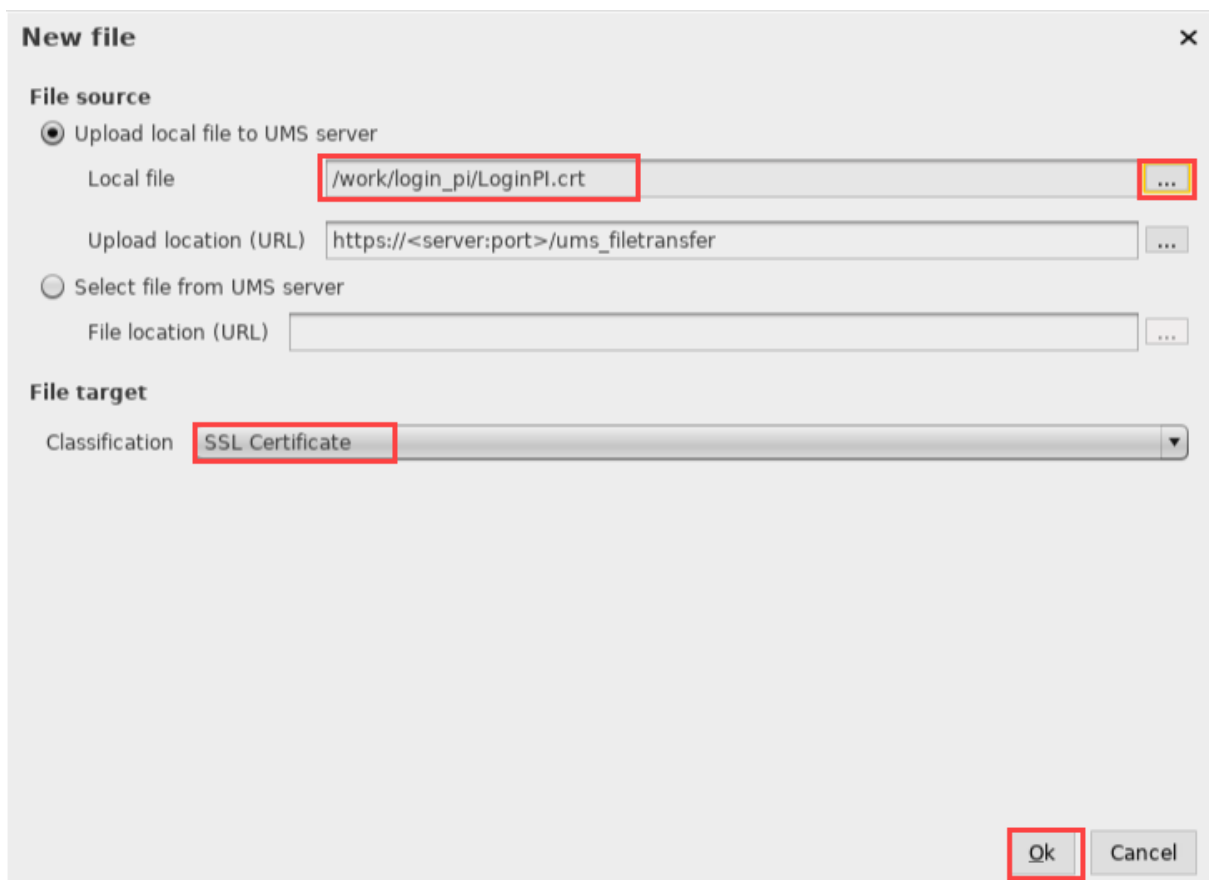 New file
File source
Upload local file to UMS server
Local file /work/login_pi/LoginPI.crt ...
Upload location (URL) https://<server:port>/ums_filetransfer ...
Select file from UMS server
File location (URL) ...
File target
Classification SSL Certificate
Ok Cancel